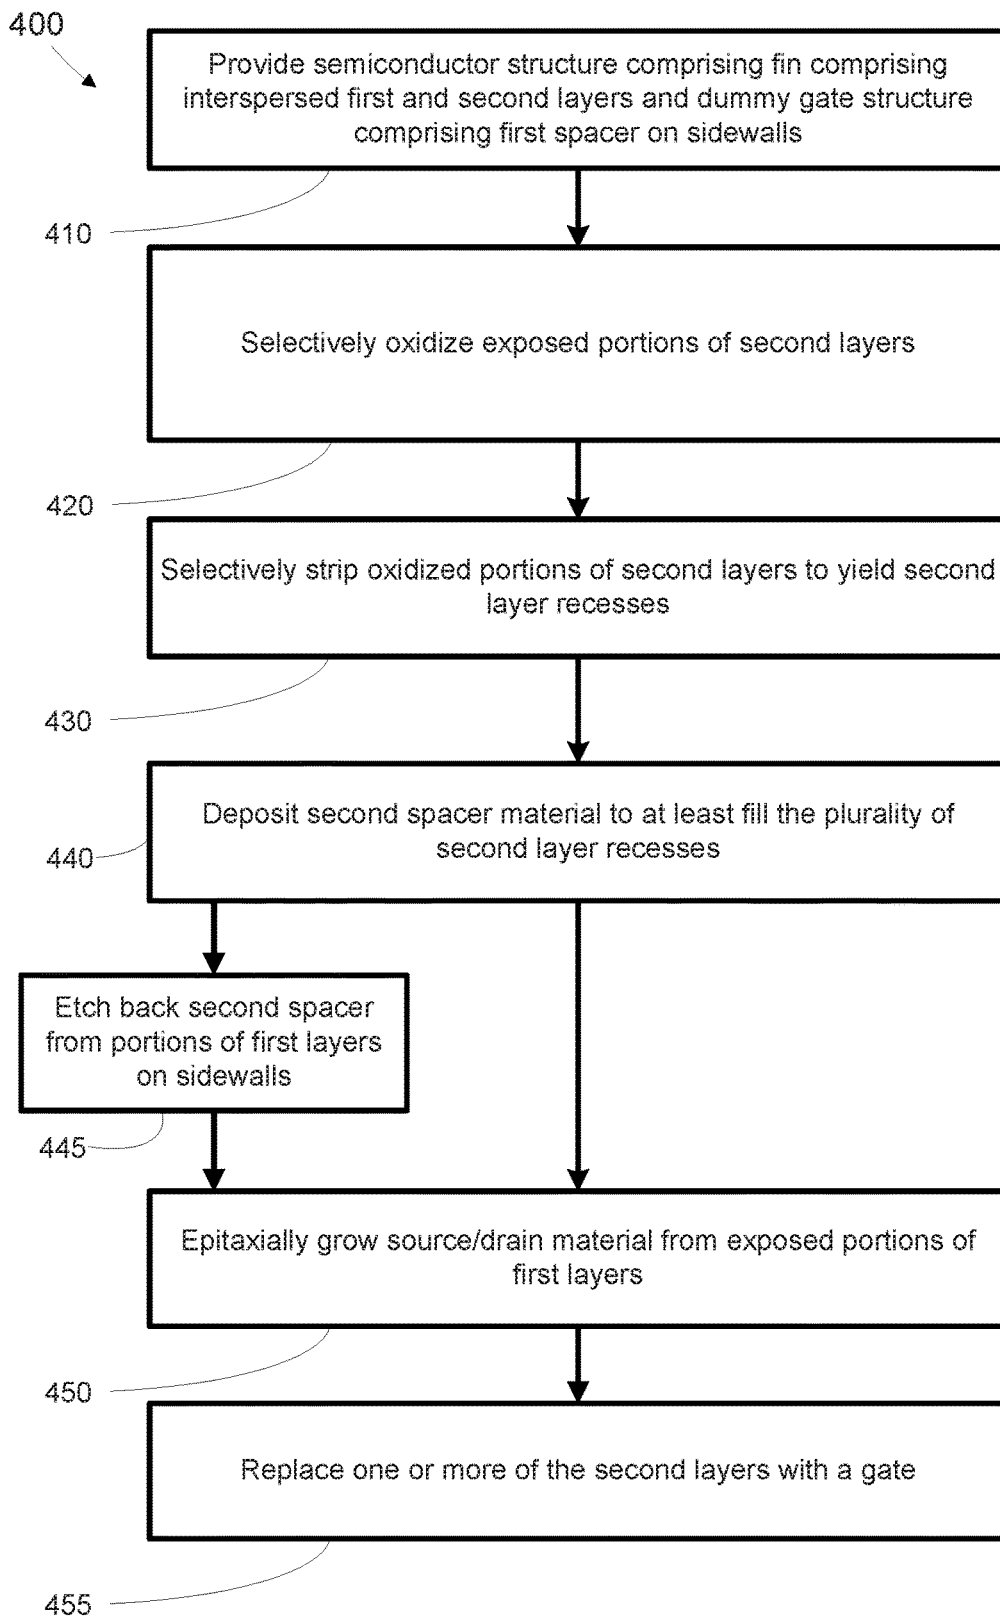 400
Provide semiconductor structure comprising fin comprising
interspersed first and second layers and dummy gate structure
comprising first spacer on sidewalls
410
Selectively oxidize exposed portions of second layers
420
Selectively strip oxidized portions of second layers to yield second
layer recesses
430
Deposit second spacer material to at least fill the plurality of
second layer recesses
440
Etch back second spacer
from portions of first layers
on sidewalls
445
Epitaxially grow source/drain material from exposed portions of
first layers
450
Replace one or more of the second layers with a gate
455